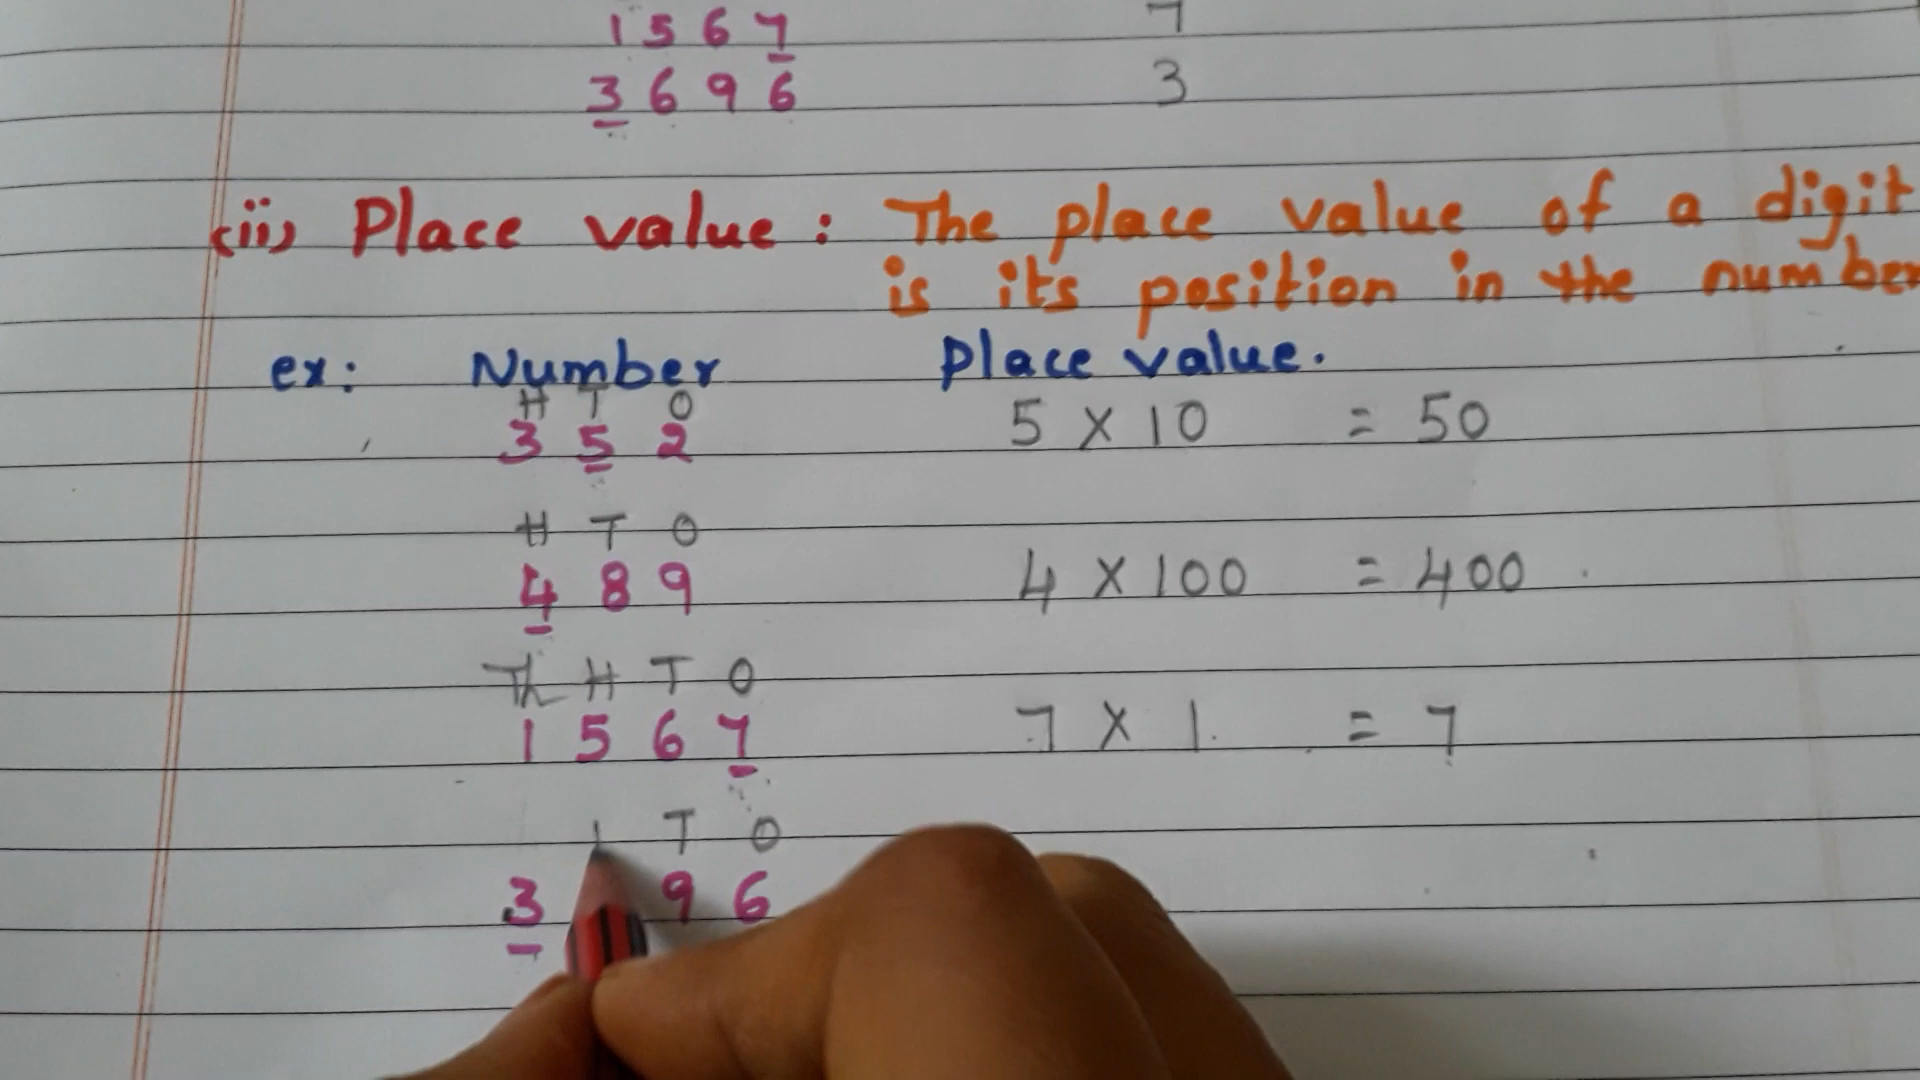 1567 7
3696 3
(ii) Place value: The place value of a digit
is its position in the number
ex: Number Place value.
H T O
352 5 X 10 = 50
H T O
489 4 X 100 = 400
Th H T O
1567 7 X 1 = 7
T O
3 96